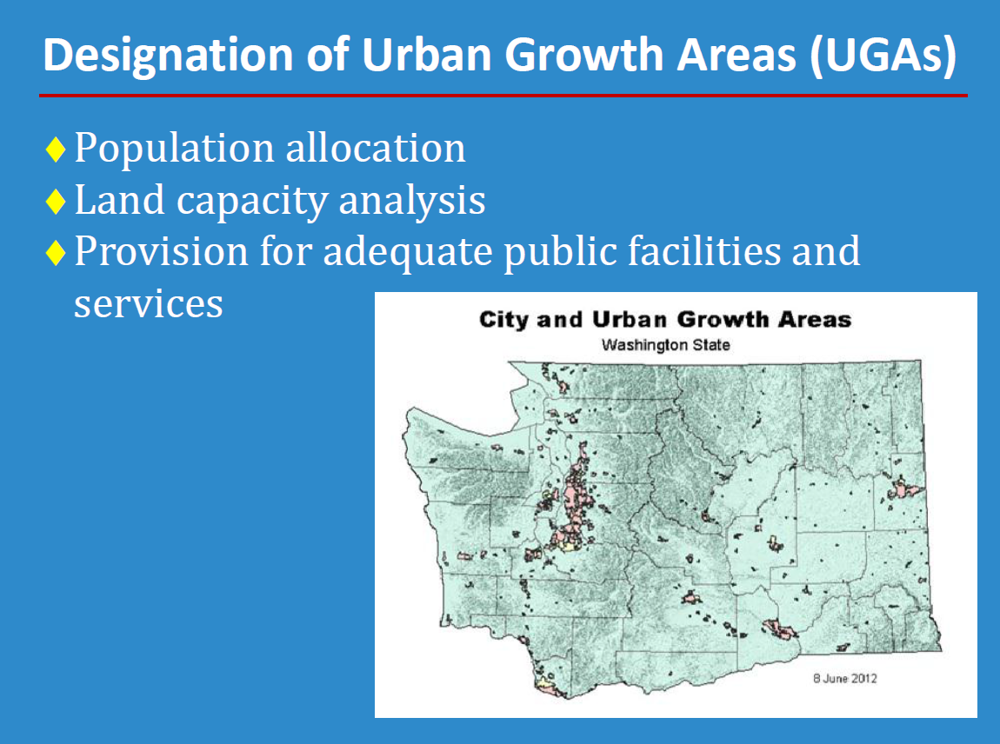 Designation of Urban Growth Areas (UGAs)
Population allocation
Land capacity analysis
Provision for adequate public facilities and
services
City and Urban Growth Areas
Washington State
8 June 2012